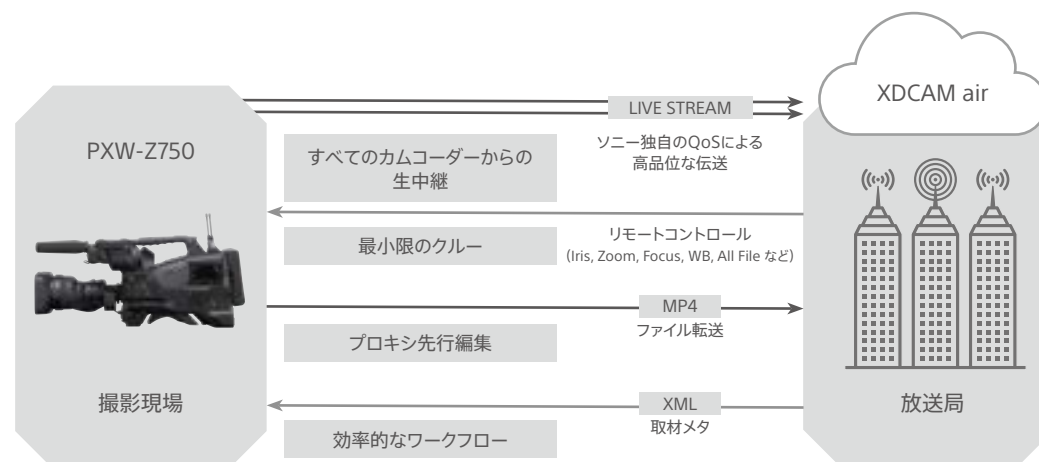 XDCAM air
LIVE STREAM
PXW-Z750
すべてのカムコーダーからの
生中継
ソニー独自のQoSによる
高品位な伝送
最小限のクルー
リモートコントロール
(Iris, Zoom, Focus, WB, All File など)
MP4
ファイル転送
プロキシ先行編集
撮影現場
XML
取材メタ
放送局
効率的なワークフロー